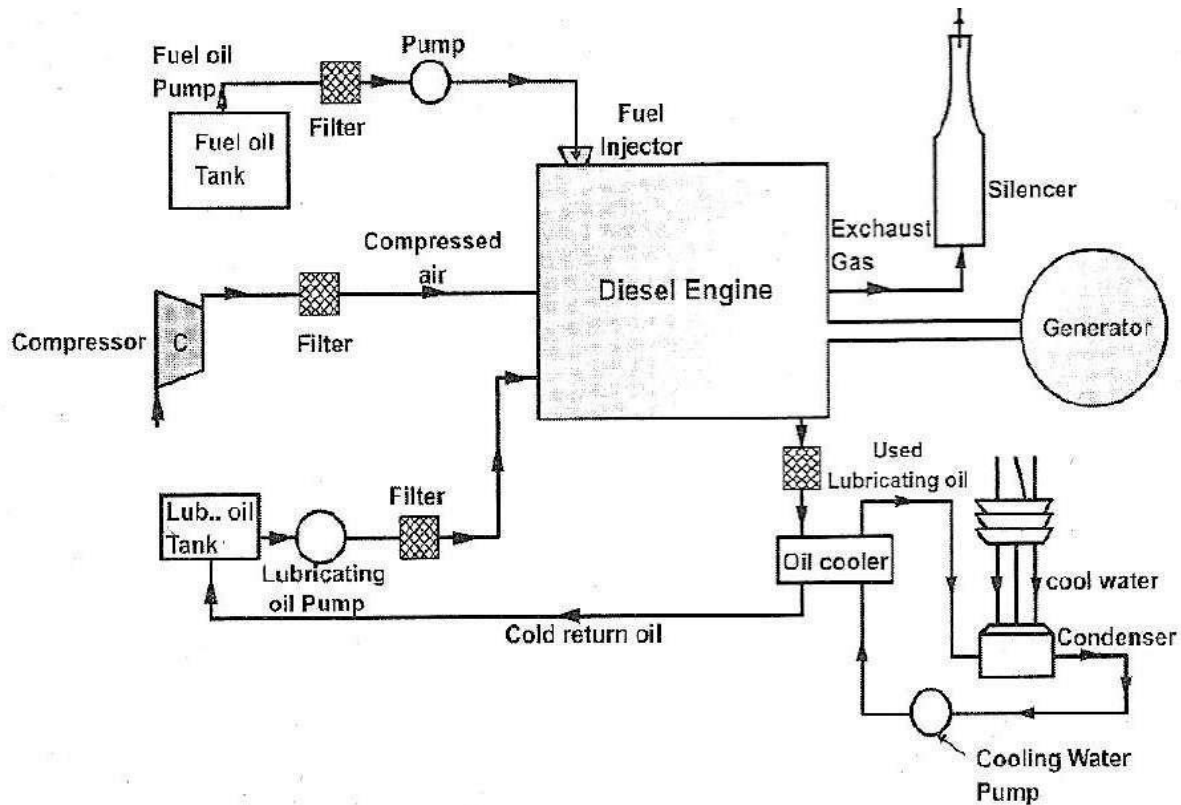 Fuel oil
Pump
Fuel oil
Tank
Filter
Pump
Fuel
Injector
Silencer
Compressed
air
Exchaust
Gas
Diesel Engine
Generator
Compressor
C
Filter
Used
Lubricating oil
Filter
Lub.. oil
Tank
Lubricating
oil Pump
Oil cooler
cool water
Cold return oil
Condenser
Cooling Water
Pump